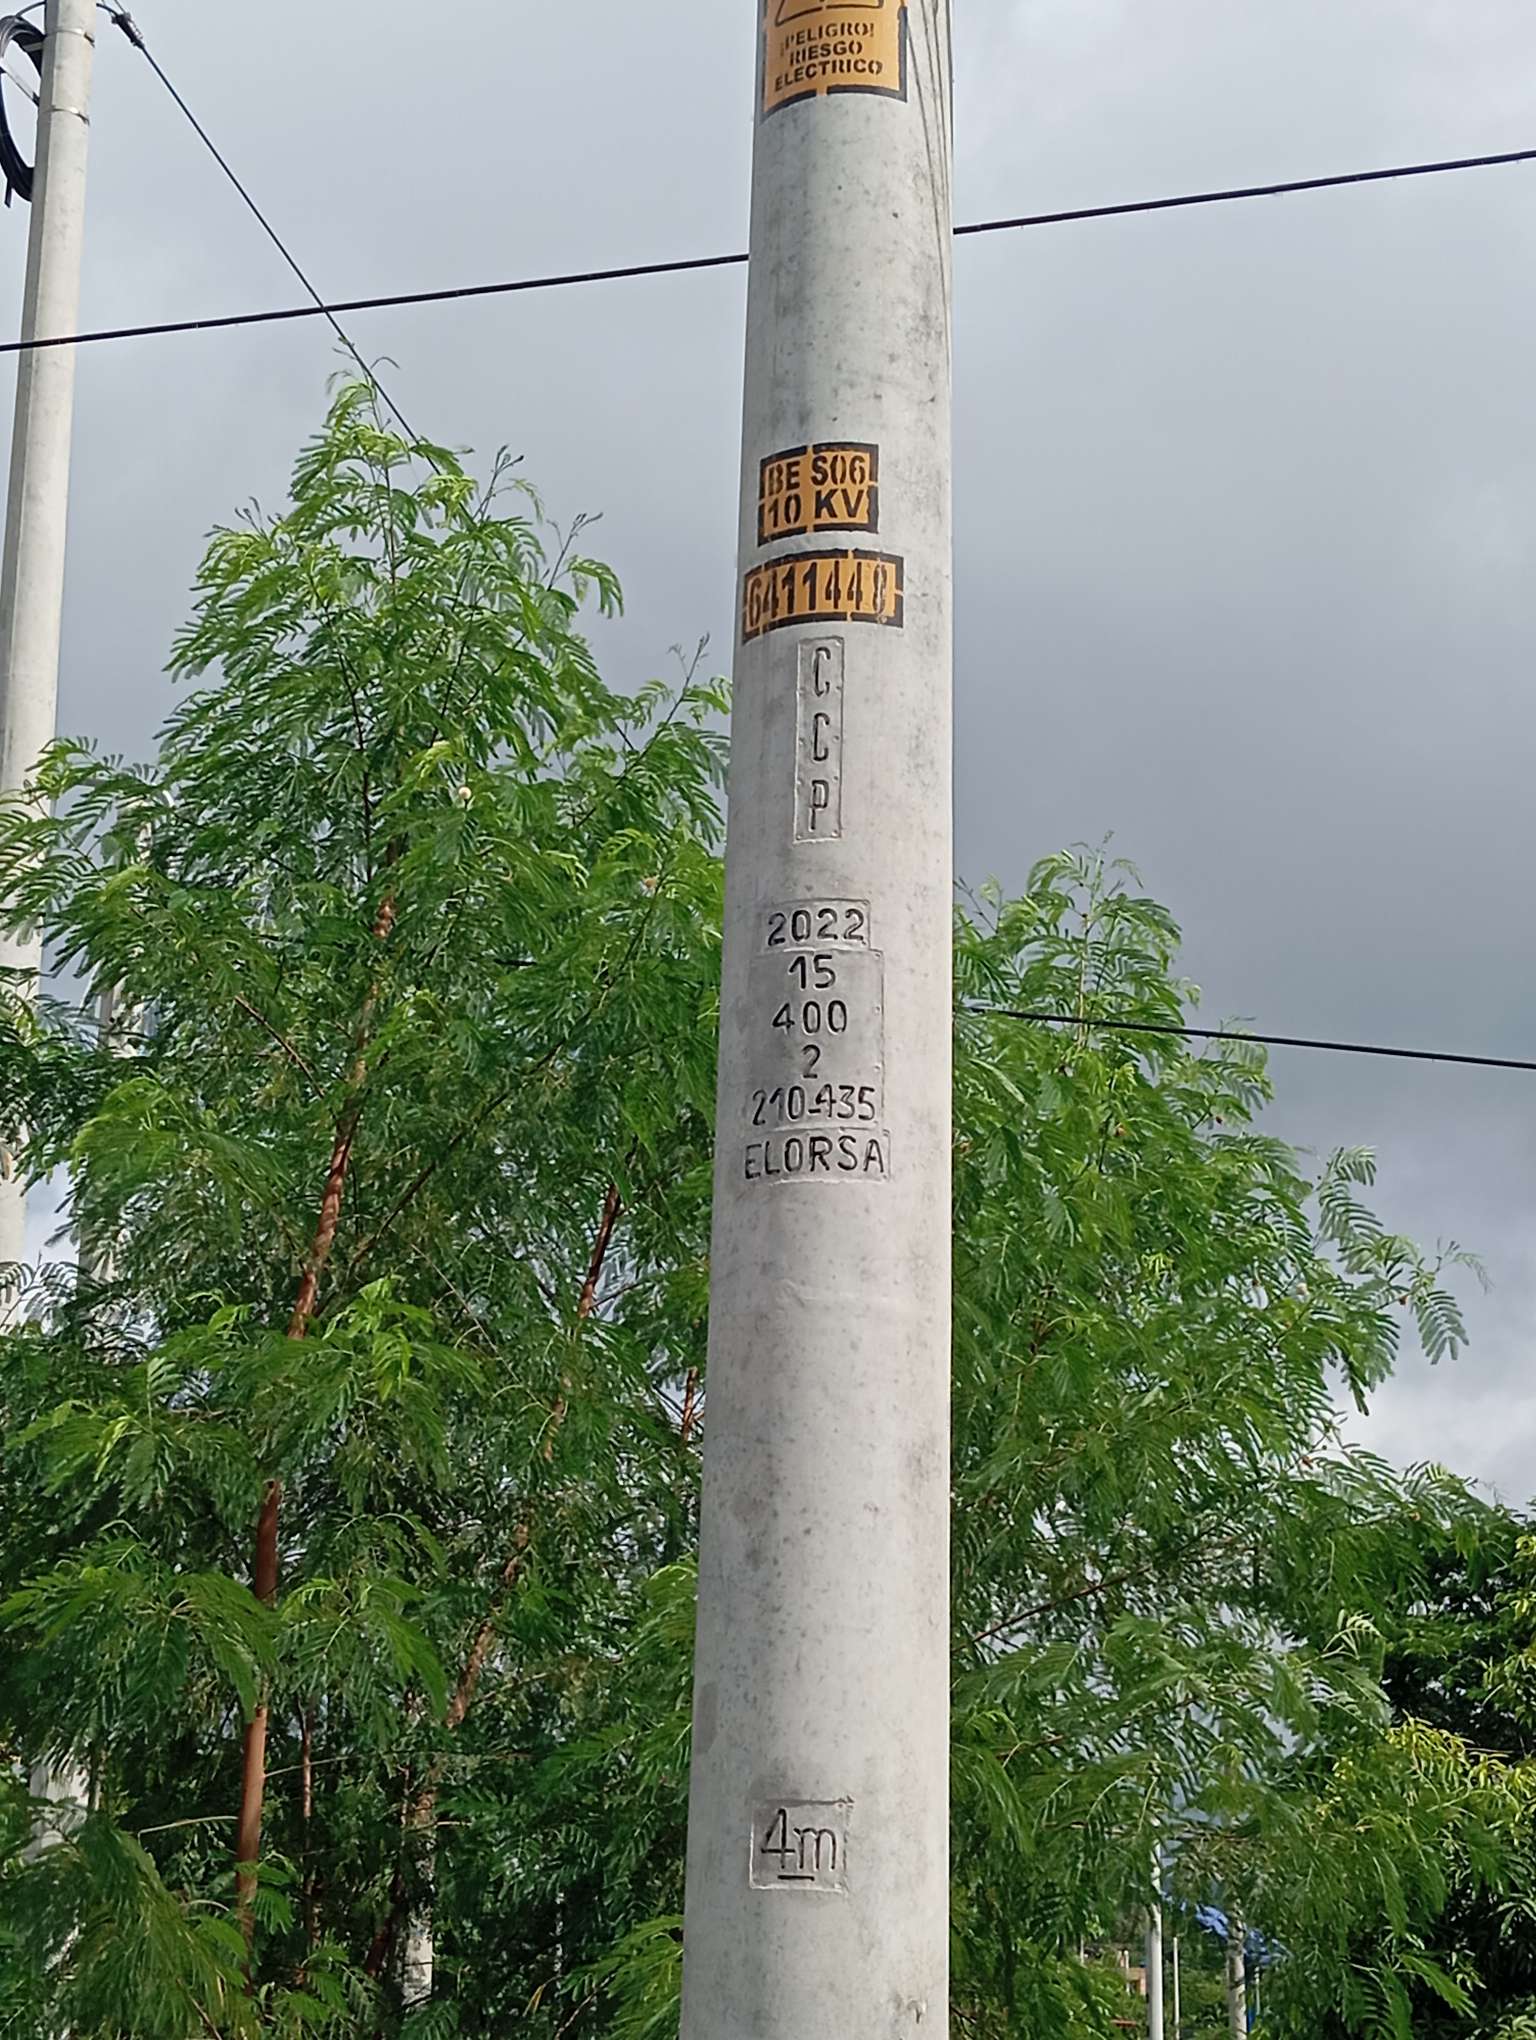 ¡PELIGRO!
RIESGO
ELECTRICO
BE S06
10 KV
6411448
C
C
P
2022
15
400
2
210-435
ELORSA
4m